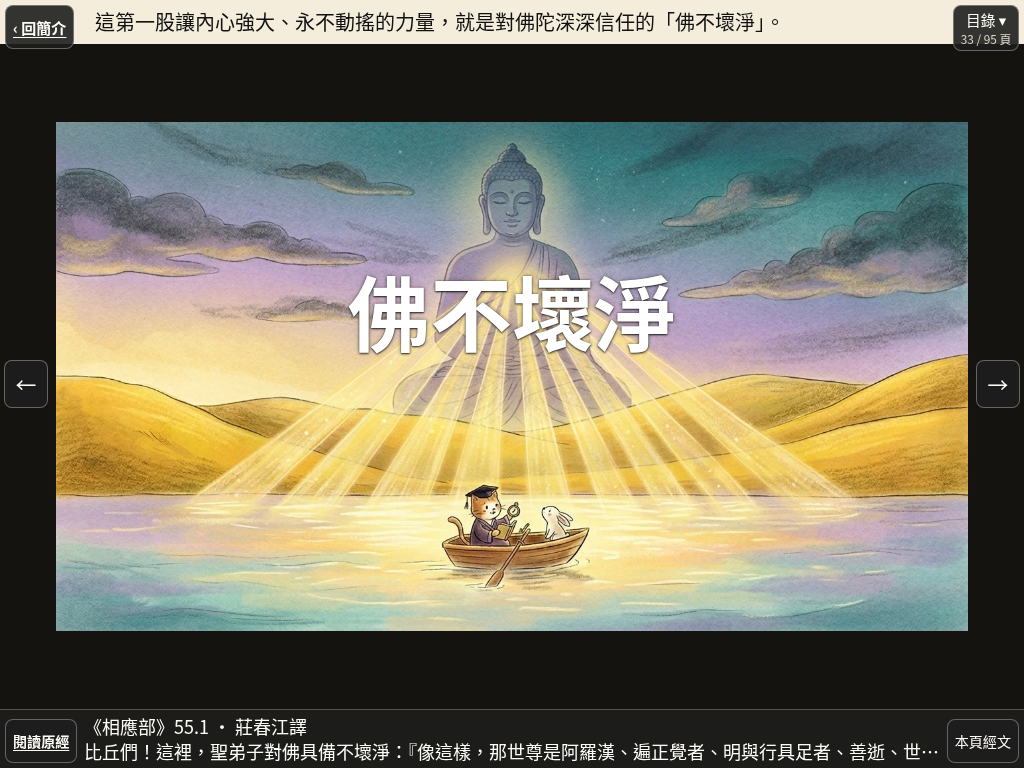 ‹ 回簡介
這第一股讓內心強大、永不動搖的力量，就是對佛陀深深信任的「佛不壞淨」。
目錄 ▾
33 / 95 頁
佛不壞淨
←
→
閱讀原經
《相應部》55.1 · 莊春江譯
比丘們！這裡，聖弟子對佛具備不壞淨：『像這樣，那世尊是阿羅漢、遍正覺者、明與行具足者、善逝、世⋯
本頁經文